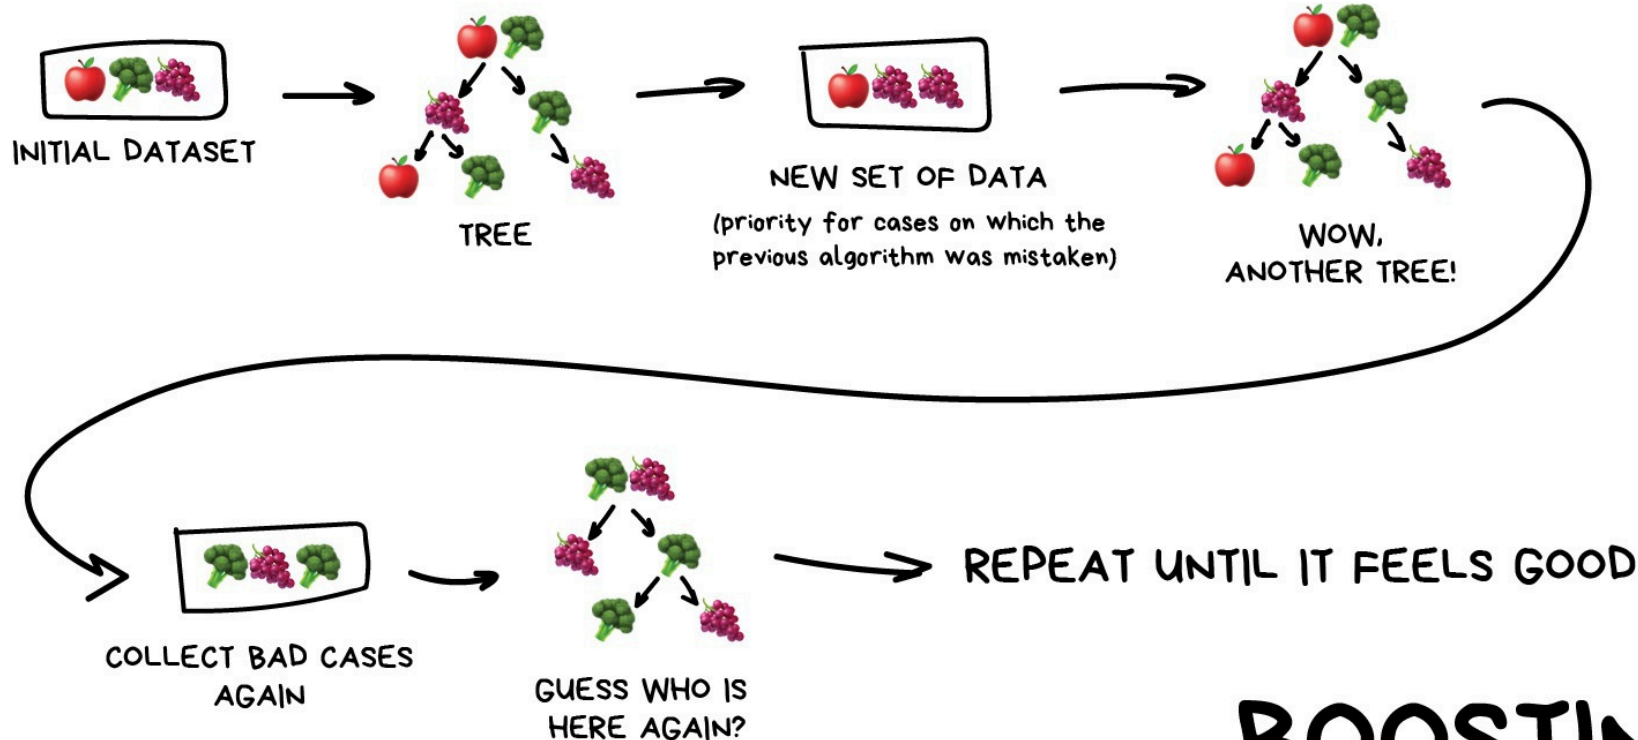 INITIAL DATASET
TREE
NEW SET OF DATA
(priority for cases on which the
previous algorithm was mistaken)
WOW,
ANOTHER TREE!
COLLECT BAD CASES
AGAIN
GUESS WHO IS
HERE AGAIN?
REPEAT UNTIL IT FEELS GOOD